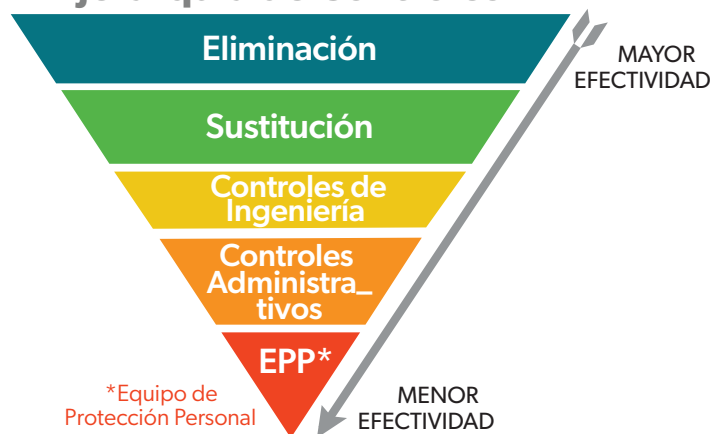 Eliminación
MAYOR
EFECTIVIDAD
Sustitución
Controles de
Ingeniería
Controles
Administra_
tivos
EPP*
*Equipo de
Protección Personal
MENOR
EFECTIVIDAD